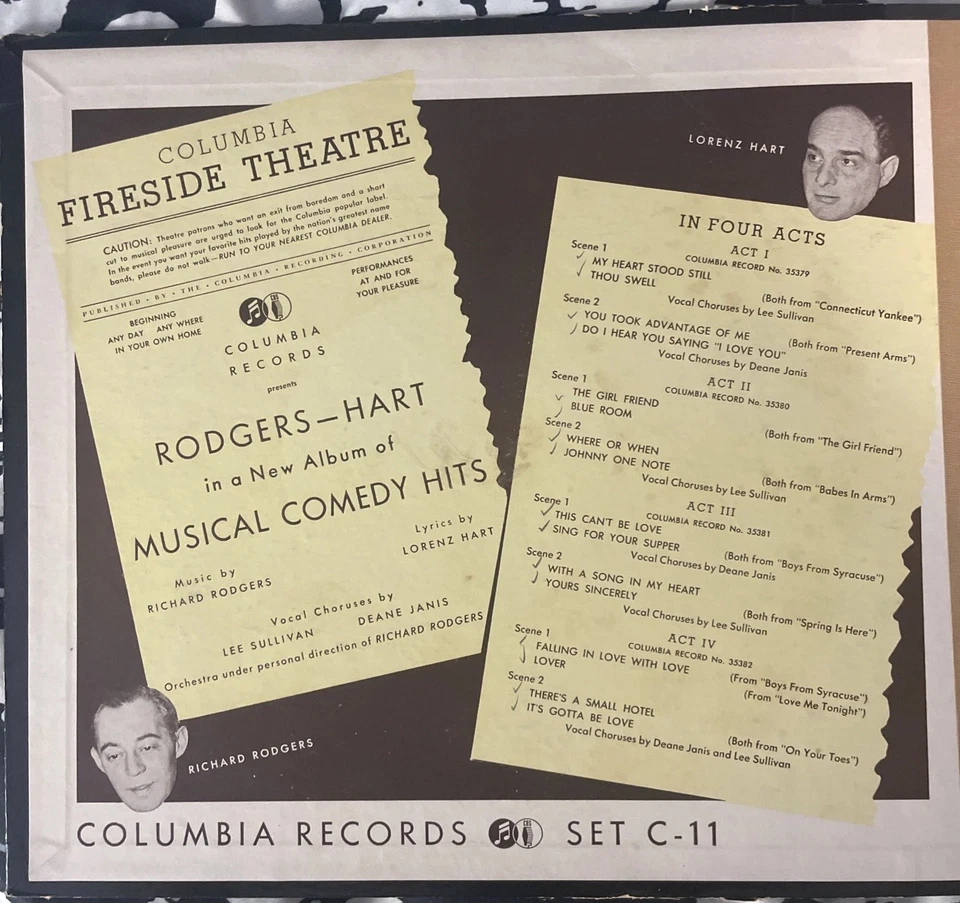 COLUMBIA
FIRESIDE THEATRE
CAUTION: Theatre patrons who want an exit from boredom and a short
cut to musical pleasure are urged to look for the Columbia popular label.
In the event you want your favorite hits played by the nation's greatest name
bands, please do not walk—RUN TO YOUR NEAREST COLUMBIA DEALER.
PUBLISHED • BY • THE • COLUMBIA • RECORDING • CORPORATION
BEGINNING
ANY DAY ANY WHERE
IN YOUR OWN HOME
PERFORMANCES
AT AND FOR
YOUR PLEASURE
CBS
COLUMBIA
RECORDS
presents
RODGERS—HART
in a New Album of
MUSICAL COMEDY HITS
Music by
RICHARD RODGERS
Lyrics by
LORENZ HART
Vocal Choruses by
LEE SULLIVAN DEANE JANIS
Orchestra under personal direction of RICHARD RODGERS
RICHARD RODGERS
LORENZ HART
IN FOUR ACTS
ACT I
COLUMBIA RECORD No. 35379
Scene 1
MY HEART STOOD STILL
THOU SWELL
(Both from "Connecticut Yankee")
Vocal Choruses by Lee Sullivan
Scene 2
YOU TOOK ADVANTAGE OF ME
DO I HEAR YOU SAYING "I LOVE YOU"
(Both from "Present Arms")
Vocal Choruses by Deane Janis
ACT II
COLUMBIA RECORD No. 35380
Scene 1
THE GIRL FRIEND
BLUE ROOM
(Both from "The Girl Friend")
Scene 2
WHERE OR WHEN
JOHNNY ONE NOTE
(Both from "Babes In Arms")
Vocal Choruses by Lee Sullivan
ACT III
COLUMBIA RECORD No. 35381
Scene 1
THIS CAN'T BE LOVE
SING FOR YOUR SUPPER
(Both from "Boys From Syracuse")
Vocal Choruses by Deane Janis
Scene 2
WITH A SONG IN MY HEART
YOURS SINCERELY
(Both from "Spring Is Here")
Vocal Choruses by Lee Sullivan
ACT IV
COLUMBIA RECORD No. 35382
Scene 1
FALLING IN LOVE WITH LOVE
(From "Boys From Syracuse")
LOVER
(From "Love Me Tonight")
Scene 2
THERE'S A SMALL HOTEL
IT'S GOTTA BE LOVE
(Both from "On Your Toes")
Vocal Choruses by Deane Janis and Lee Sullivan
COLUMBIA RECORDS CBS SET C-11